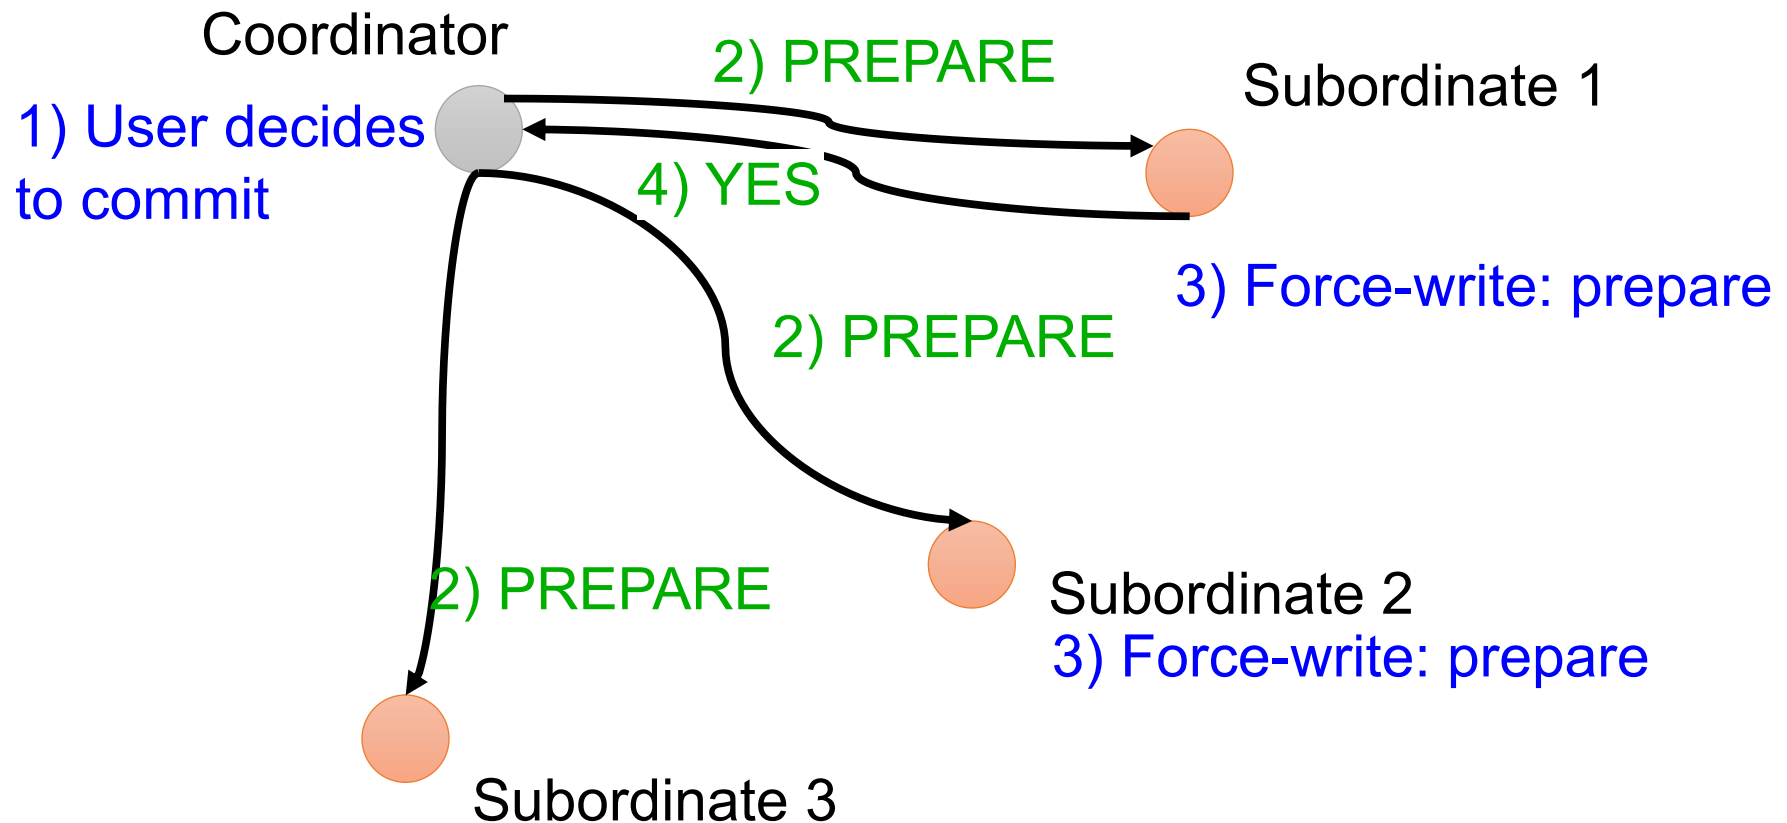 Coordinator
2) PREPARE
Subordinate 1
1) User decides
to commit
4) YES
3) Force-write: prepare
2) PREPARE
2) PREPARE
Subordinate 2
3) Force-write: prepare
Subordinate 3